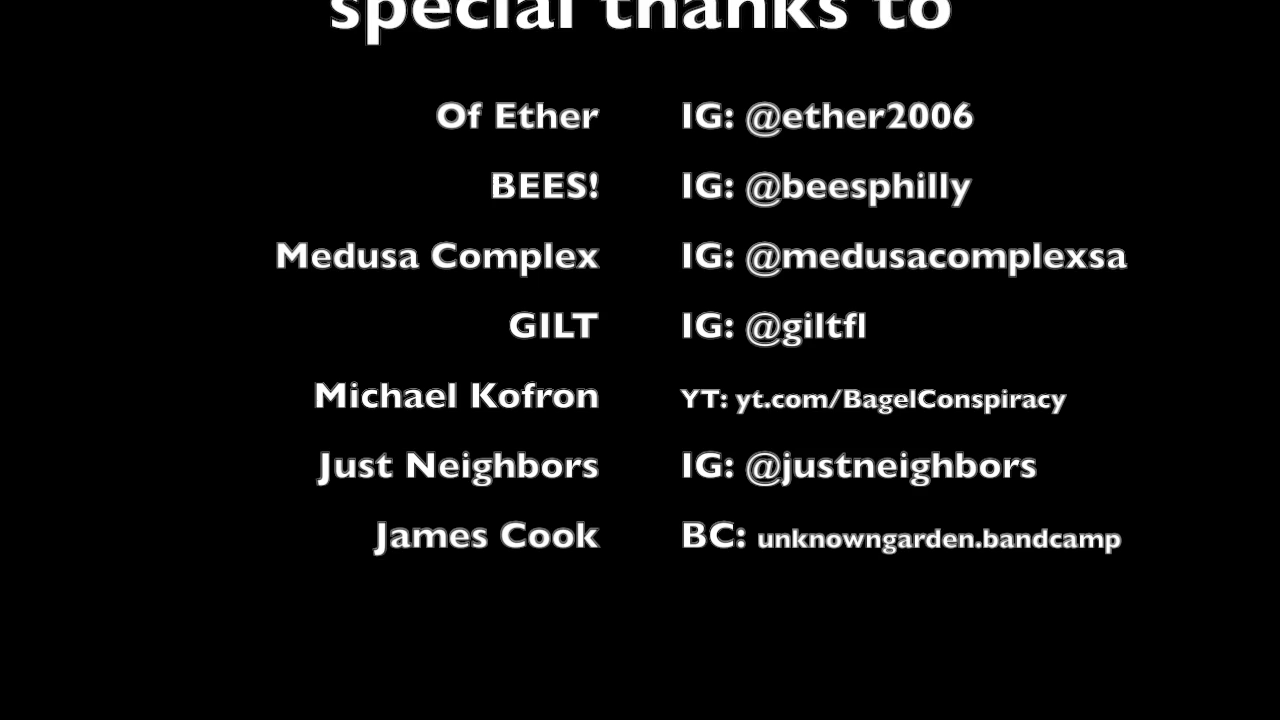 special thanks to
Of Ether IG: @ether2006
BEES! IG: @beesphilly
Medusa Complex IG: @medusacomplexsa
GILT IG: @giltfl
Michael Kofron YT: yt.com/BagelConspiracy
Just Neighbors IG: @justneighbors
James Cook BC: unknowngarden.bandcamp